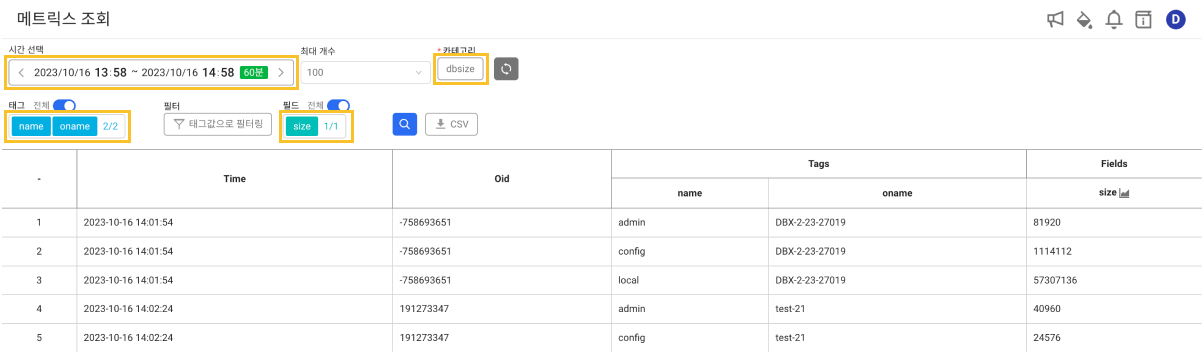 메트릭스 조회
D
시간 선택 최대 개수 * 카테고리
2023/10/16 13:58 ~ 2023/10/16 14:58 60분 100 dbsize
태그 전체 필터 필드 전체
name oname 2/2 태그값으로 필터링 size 1/1 CSV
- Time Oid Tags Fields
name oname size
1 2023-10-16 14:01:54 -758693651 admin DBX-2-23-27019 81920
2 2023-10-16 14:01:54 -758693651 config DBX-2-23-27019 1114112
3 2023-10-16 14:01:54 -758693651 local DBX-2-23-27019 57307136
4 2023-10-16 14:02:24 191273347 admin test-21 40960
5 2023-10-16 14:02:24 191273347 config test-21 24576